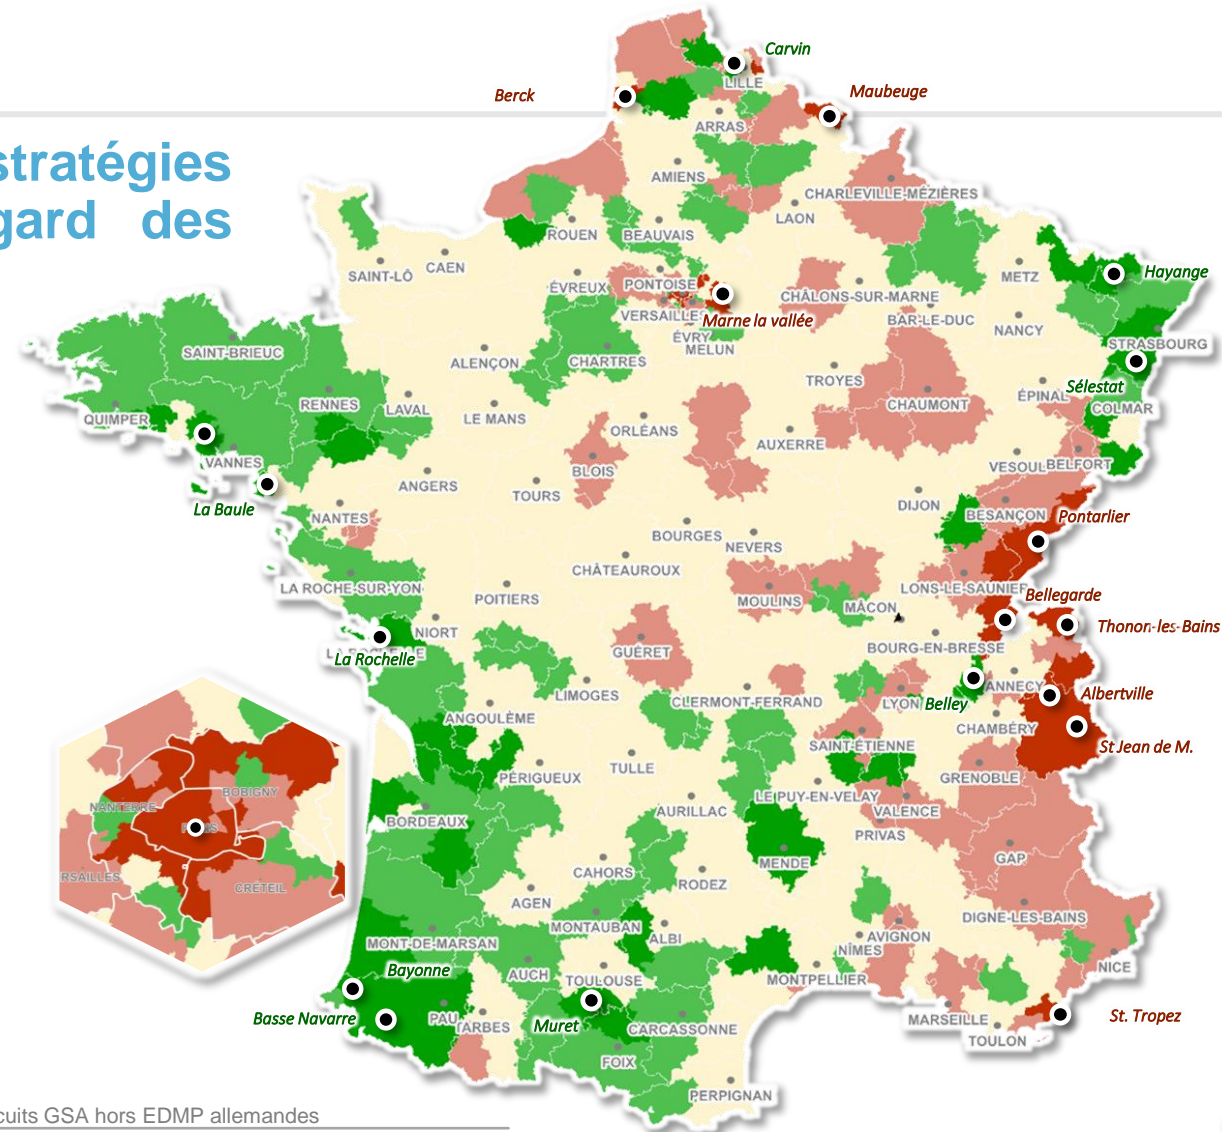 Carvin
LILLE
Berck
Maubeuge
ARRAS
stratégies
gard des
AMIENS
CHARLEVILLE-MÉZIÈRES
LAON
ROUEN
BEAUVAIS
SAINT-LÔ
CAEN
METZ
Hayange
ÉVREUX
PONTOISE
CHÂLONS-SUR-MARNE
VERSAILLES
Marne la vallée
BAR-LE-DUC
NANCY
STRASBOURG
ÉVRY
MELUN
SAINT-BRIEUC
ALENÇON
CHARTRES
TROYES
Sélestat
ÉPINAL
COLMAR
QUIMPER
RENNES
LAVAL
LE MANS
ORLÉANS
CHAUMONT
AUXERRE
VANNES
BLOIS
VESOUL
BELFORT
ANGERS
TOURS
La Baule
DIJON
NANTES
BESANÇON
Pontarlier
BOURGES
NEVERS
CHÂTEAUROUX
LA ROCHE-SUR-YON
POITIERS
MOULINS
LONS-LE-SAUNIER
Bellegarde
MÂCON
NIORT
Thonon-les-Bains
La Rochelle
GUÉRET
BOURG-EN-BRESSE
LIMOGES
CLERMONT-FERRAND
LYON
Belley
ANNECY
Albertville
ANGOULÊME
CHAMBÉRY
SAINT-ÉTIENNE
St Jean de M.
PÉRIGUEUX
TULLE
GRENOBLE
NANTERRE
BOBIGNY
LE PUY-EN-VELAY
AURILLAC
VALENCE
BORDEAUX
PRIVAS
RSAILLES
CRÉTEIL
MENDE
GAP
CAHORS
RODEZ
AGEN
DIGNE-LES-BAINS
MONTAUBAN
ALBI
AVIGNON
MONT-DE-MARSAN
NÎMES
Bayonne
AUCH
TOULOUSE
MONTPELLIER
NICE
Basse Navarre
PAU
TARBES
Muret
CARCASSONNE
MARSEILLE
St. Tropez
TOULON
FOIX
PERPIGNAN
cuits GSA hors EDMP allemandes